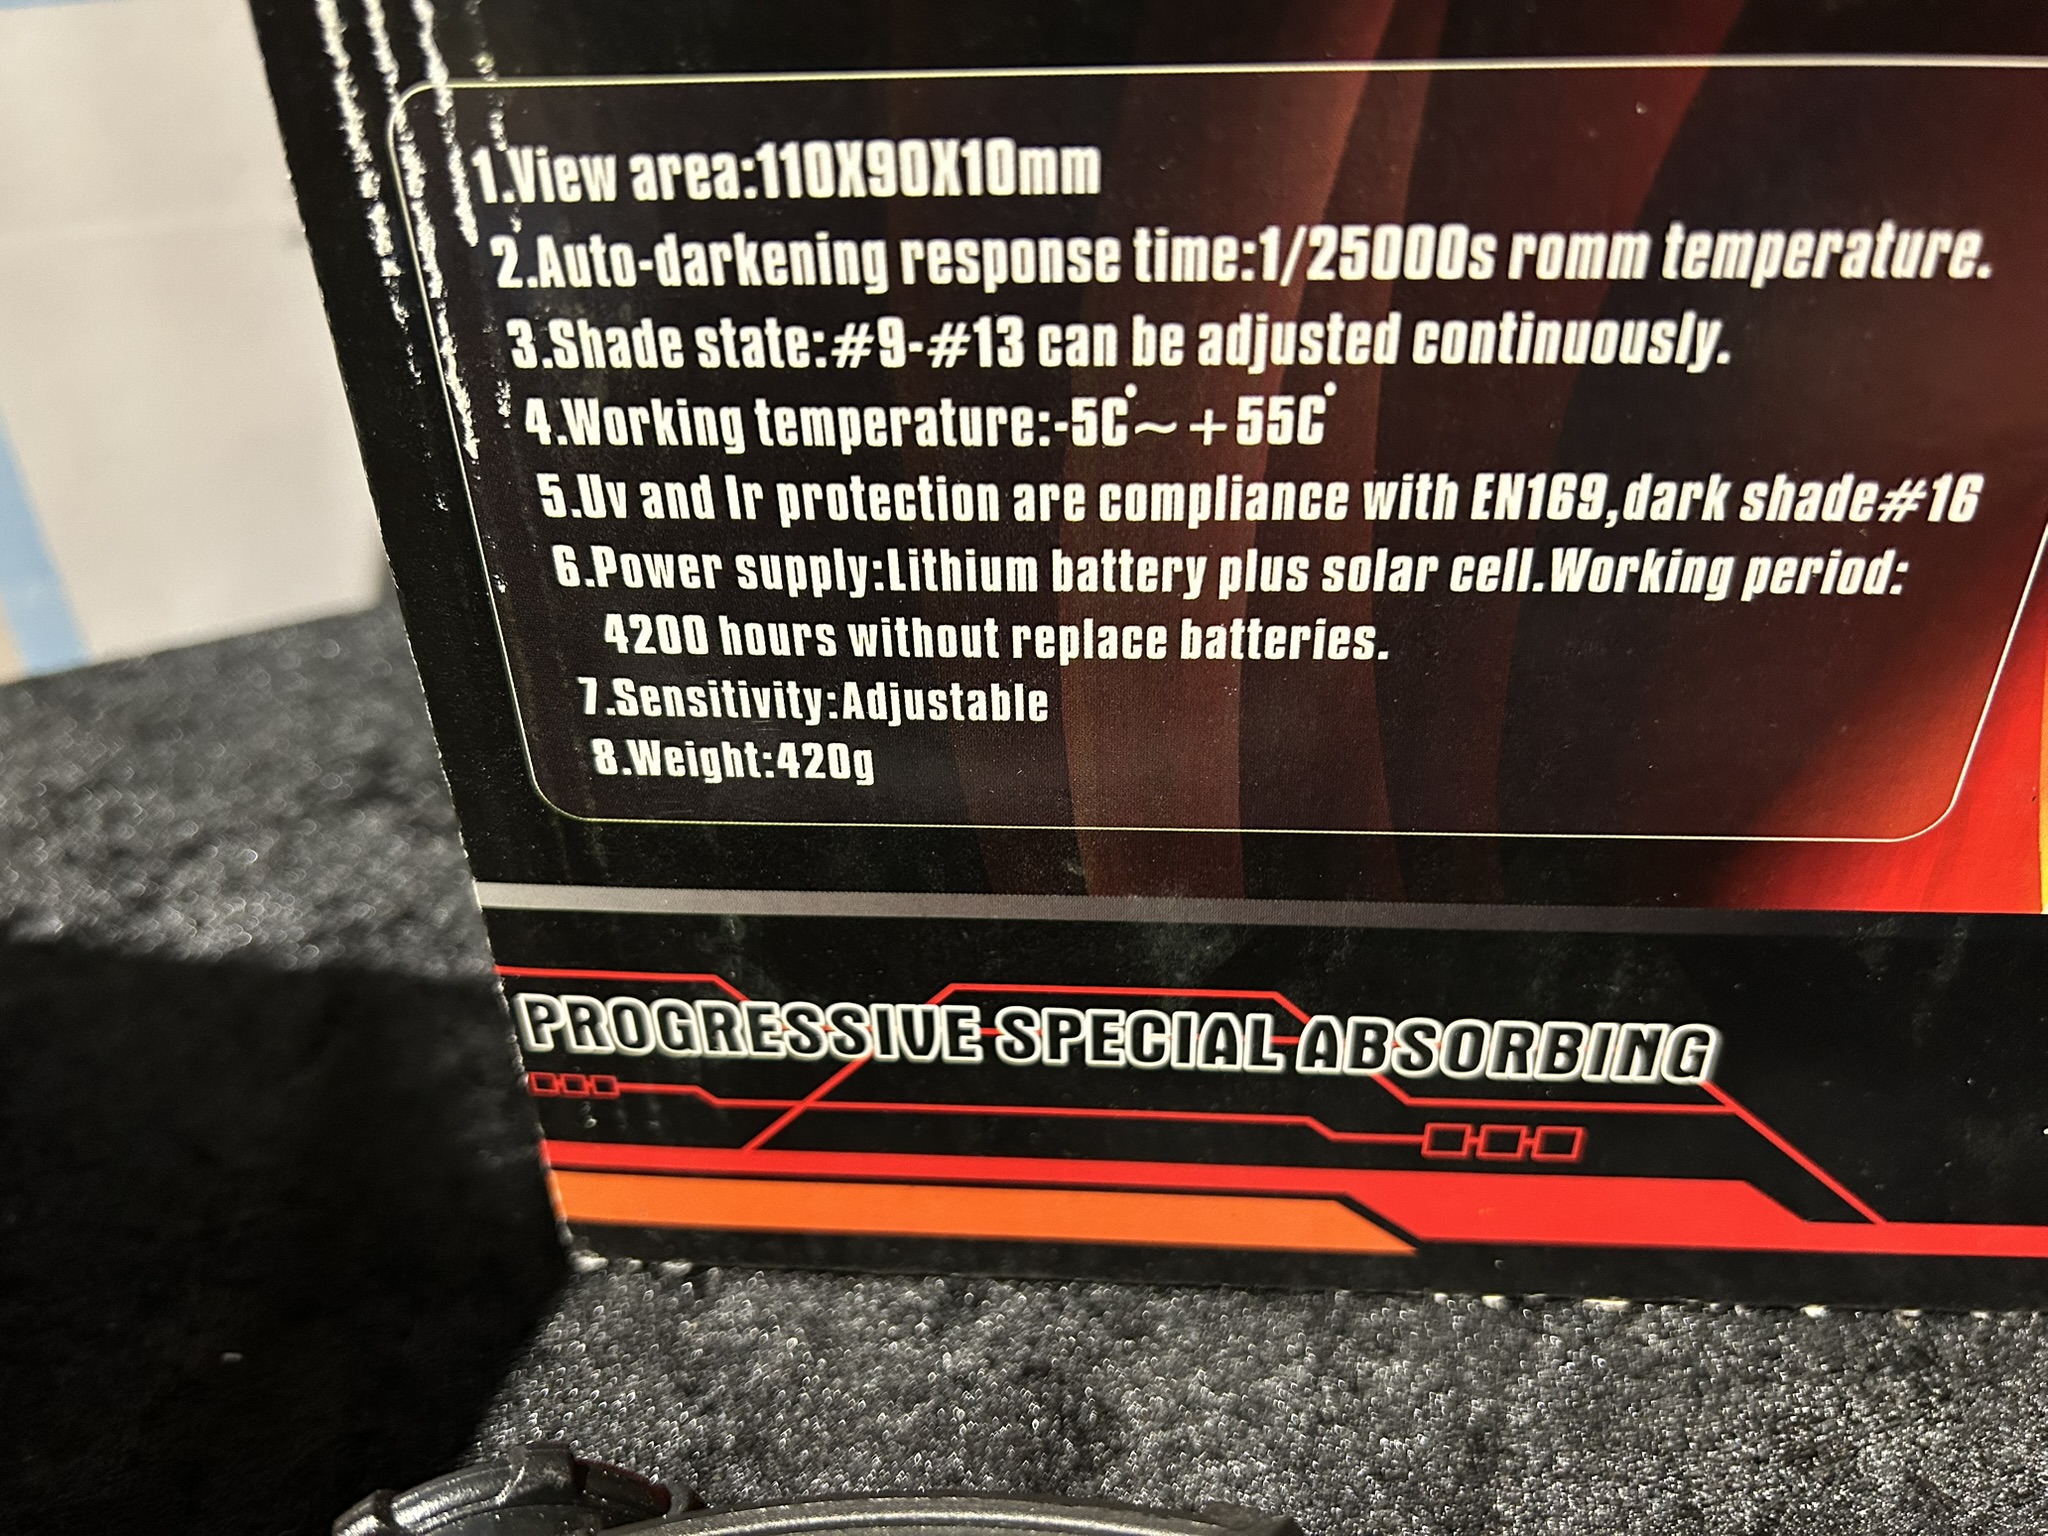 1.View area:110X90X10mm
2.Auto-darkening response time:1/25000s romm temperature.
3.Shade state:#9-#13 can be adjusted continuously.
4.Working temperature:-5C°~+55C°
5.Uv and Ir protection are compliance with EN169,dark shade#16
6.Power supply:Lithium battery plus solar cell.Working period:
4200 hours without replace batteries.
7.Sensitivity:Adjustable
8.Weight:420g
PROGRESSIVE SPECIAL ABSORBING